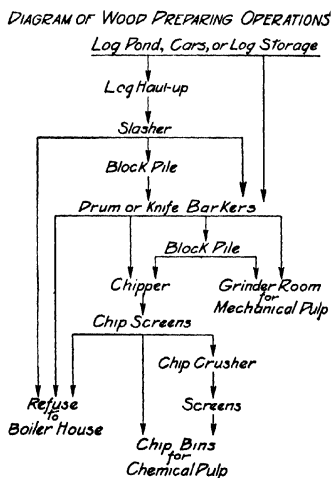 DIAGRAM OF WOOD PREPARING OPERATIONS
Log Pond, Cars, or Log Storage
Log Haul-up
Slasher
Block Pile
Drum or Knife Barkers
Block Pile
Chipper
Grinder Room
for
Mechanical Pulp
Chip Screens
Chip Crusher
Refuse
to
Boiler House
Screens
Chip Bins
for
Chemical Pulp